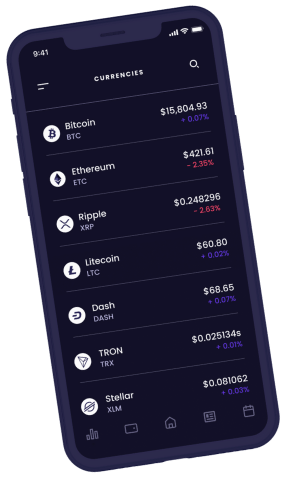 9:41
CURRENCIES
Bitcoin $15,804.93
BTC + 0.07%
Ethereum $421.61
ETC - 2.35%
Ripple $0.248296
XRP - 2.63%
Litecoin $60.80
LTC + 0.02%
Dash $68.65
DASH + 0.07%
TRON $0.025134s
TRX + 0.01%
Stellar $0.081062
XLM + 0.03%